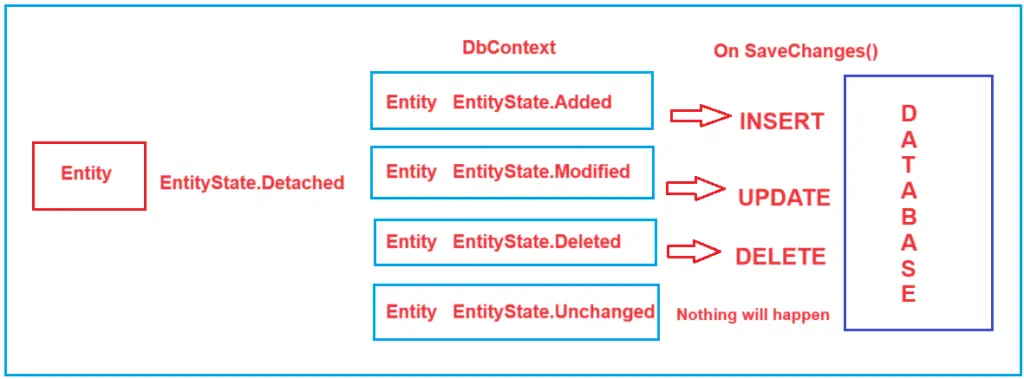 DbContext
On SaveChanges()
Entity EntityState.Added
INSERT
Entity
EntityState.Detached
Entity EntityState.Modified
UPDATE
Entity EntityState.Deleted
DELETE
Entity EntityState.Unchanged
Nothing will happen
D
A
T
A
B
A
S
E